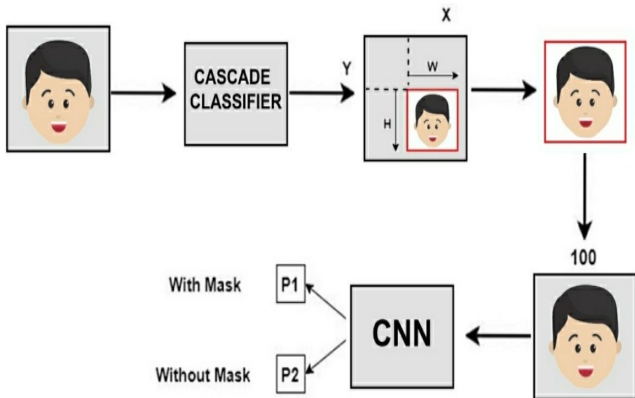 CASCADE
CLASSIFIER
X
Y
W
H
100
CNN
With Mask
P1
Without Mask
P2